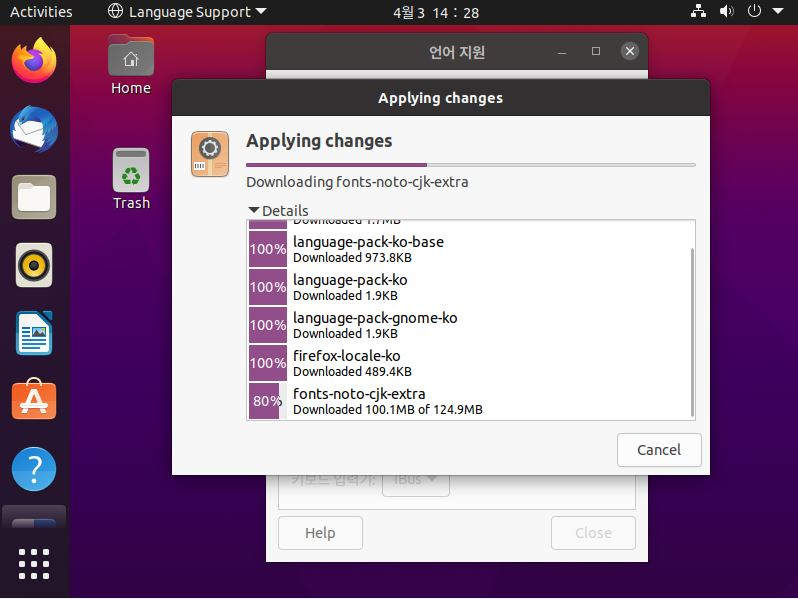 Activities
Language Support
4월 3 14：28
Home
Trash
언어 지원
Applying changes
Applying changes
Downloading fonts-noto-cjk-extra
Details
Downloaded 1.7MB
100%
language-pack-ko-base
Downloaded 973.8KB
100%
language-pack-ko
Downloaded 1.9KB
100%
language-pack-gnome-ko
Downloaded 1.9KB
100%
firefox-locale-ko
Downloaded 489.4KB
80%
fonts-noto-cjk-extra
Downloaded 100.1MB of 124.9MB
Cancel
키보드 입력기:
IBus
Help
Close